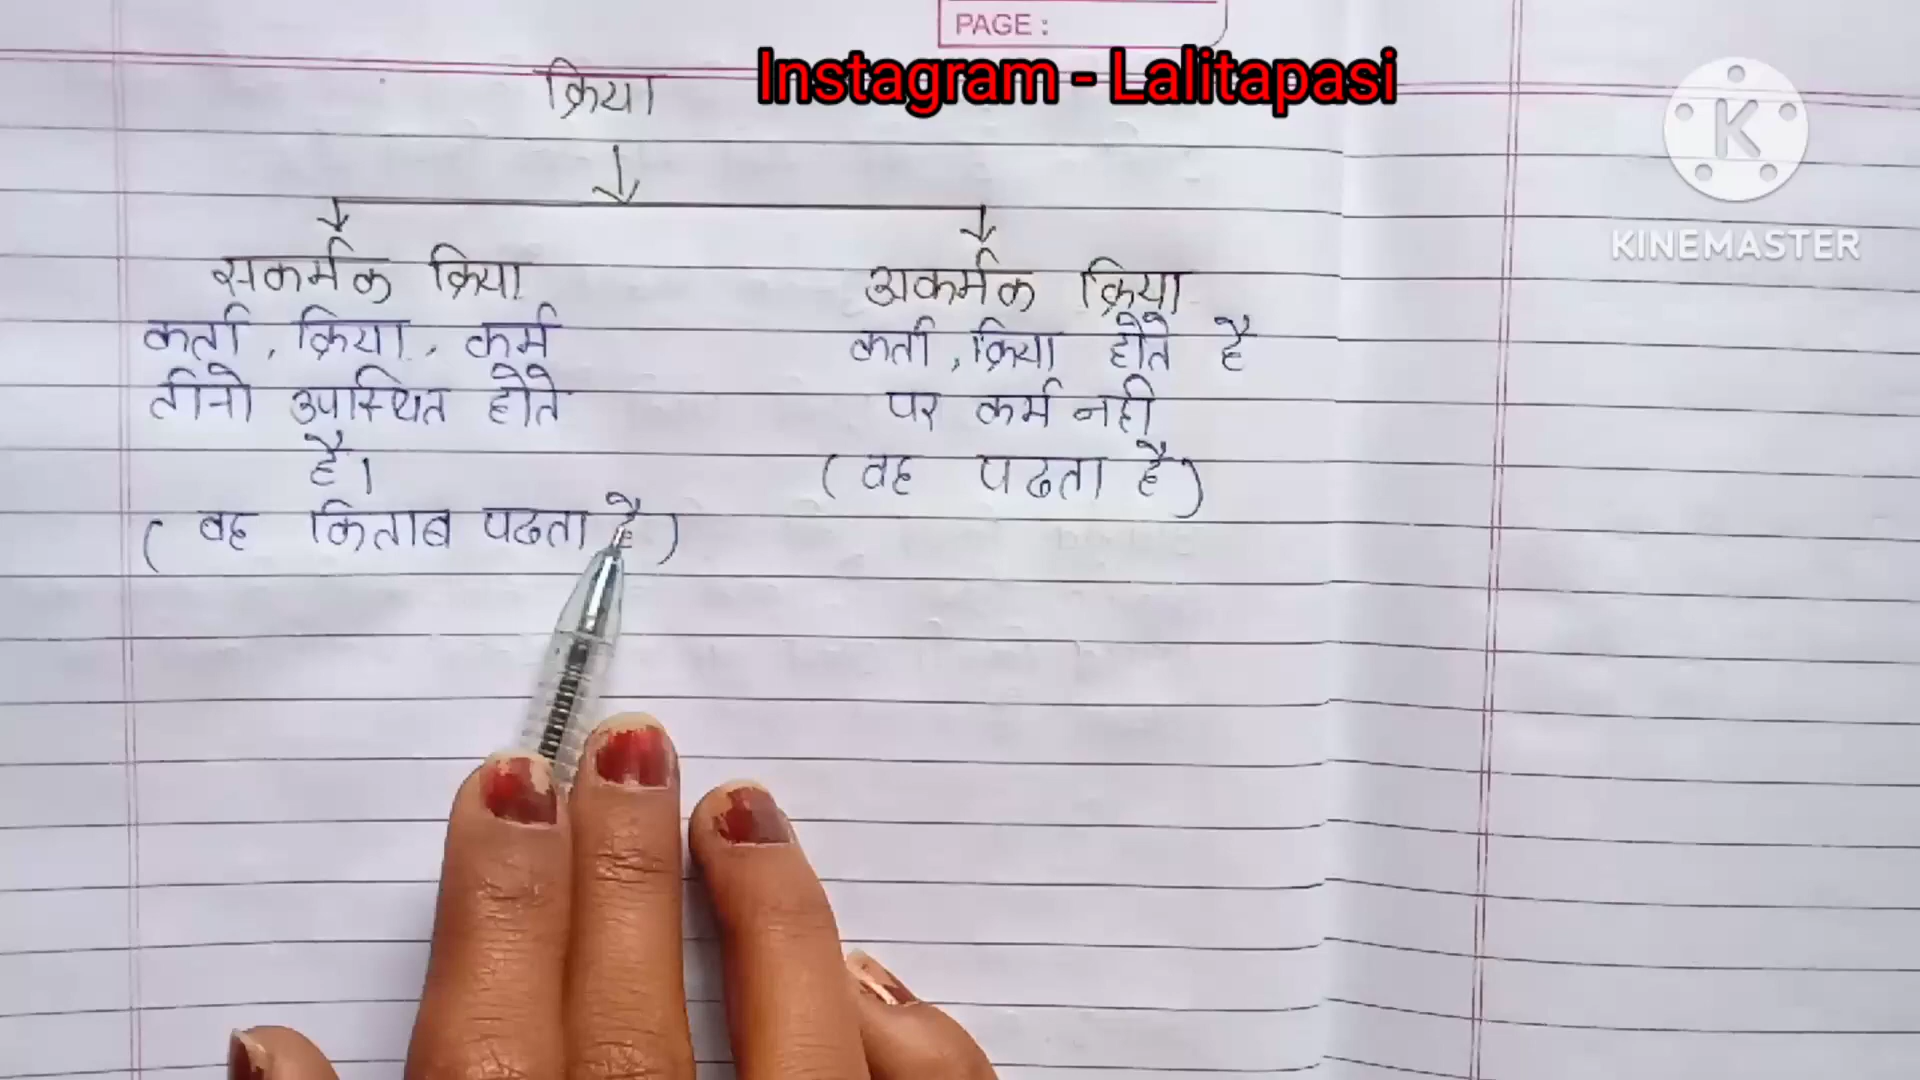 PAGE :
Instagram - Lalitapasi
क्रिया
KINEMASTER
सकर्मक क्रिया
अकर्मक क्रिया
कर्ता, क्रिया, कर्म
कर्ता, क्रिया होते है
तीनो उपस्थित होते
पर कर्म नही
है।
(वह पढता है)
(वह किताब पढता है)